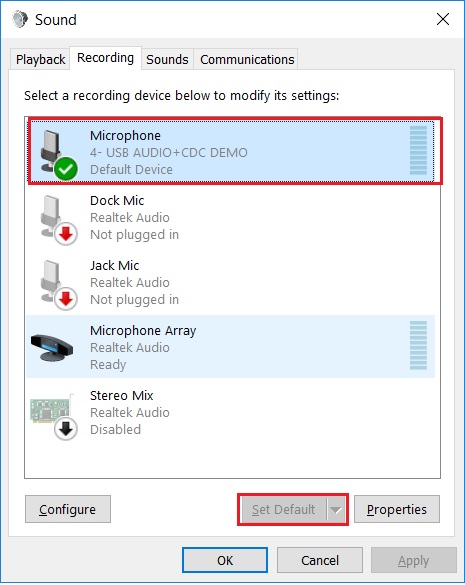 Sound
Playback Recording Sounds Communications
Select a recording device below to modify its settings:
Microphone
4- USB AUDIO+CDC DEMO
Default Device
Dock Mic
Realtek Audio
Not plugged in
Jack Mic
Realtek Audio
Not plugged in
Microphone Array
Realtek Audio
Ready
Stereo Mix
Realtek Audio
Disabled
Configure Set Default Properties
OK Cancel Apply